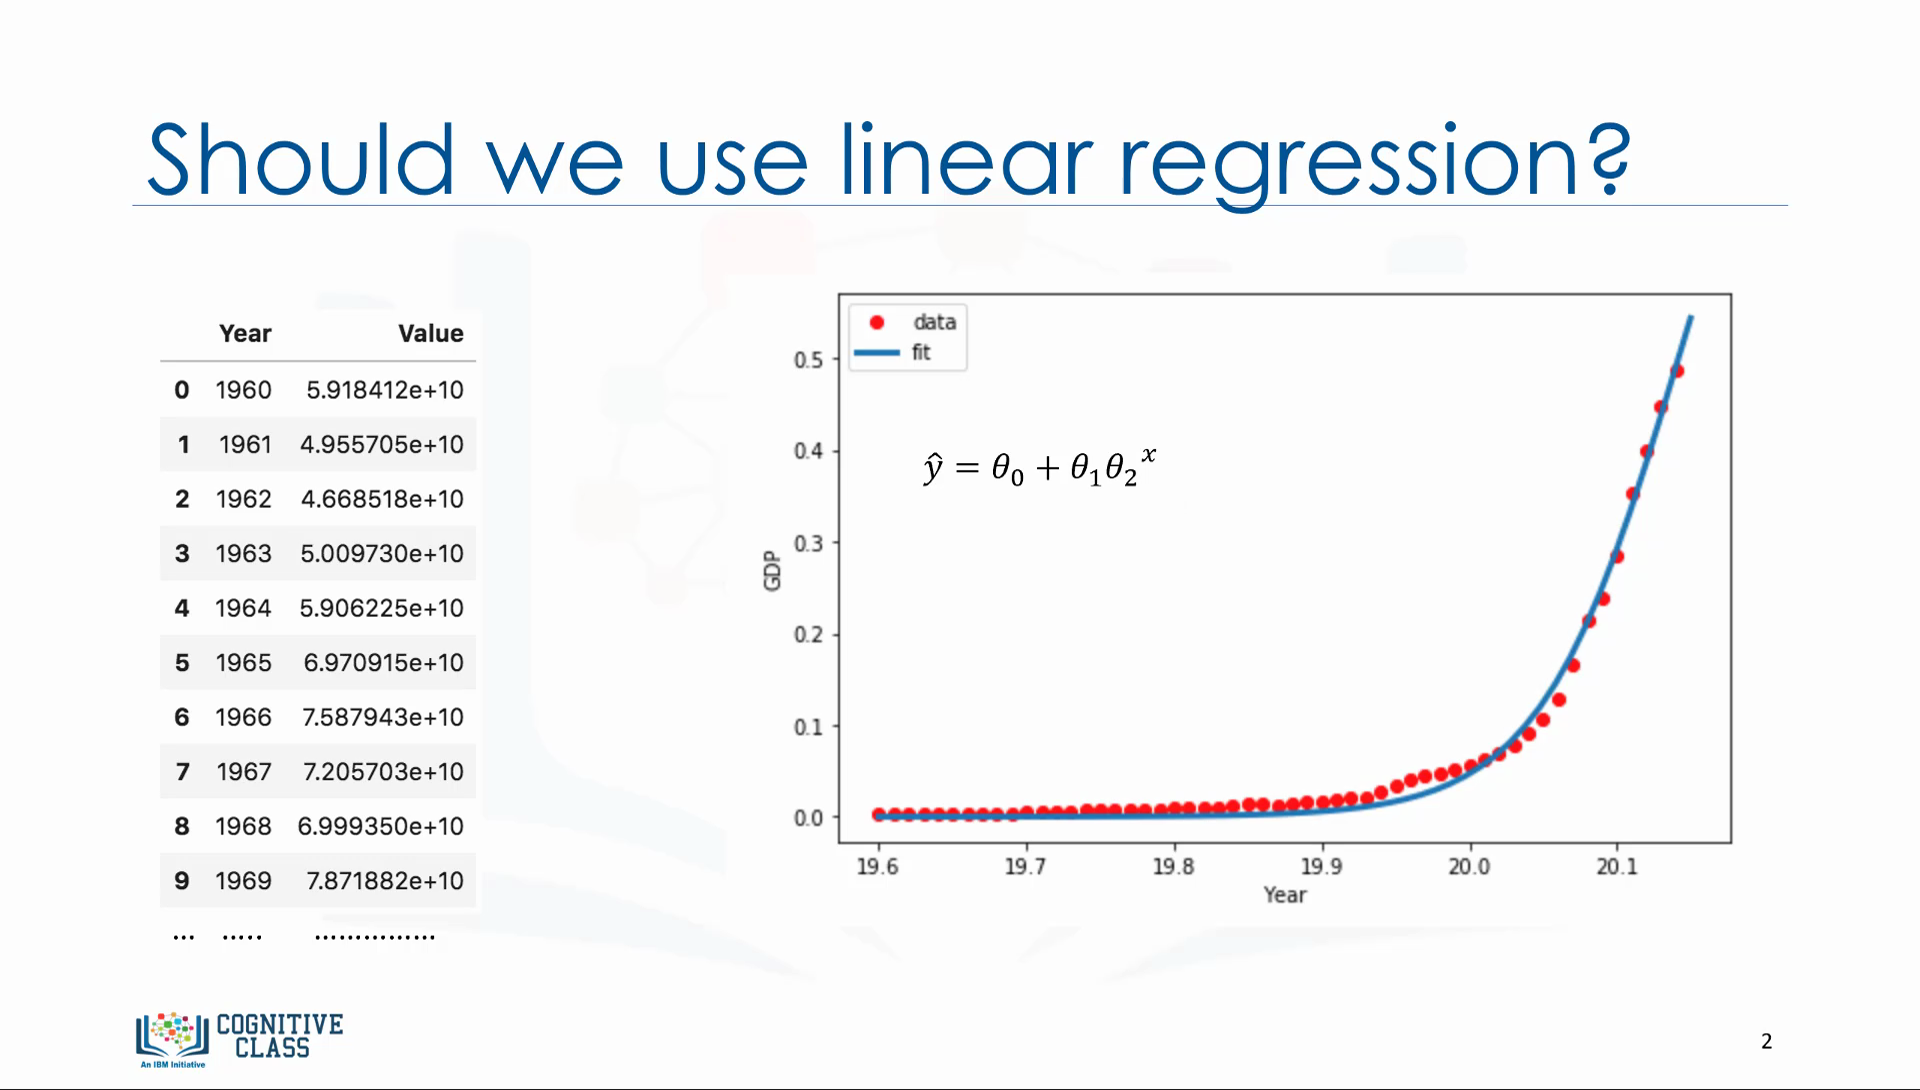 Should we use linear regression?
Year Value
0 1960 5.918412e+10
1 1961 4.955705e+10
2 1962 4.668518e+10
3 1963 5.009730e+10
4 1964 5.906225e+10
5 1965 6.970915e+10
6 1966 7.587943e+10
7 1967 7.205703e+10
8 1968 6.999350e+10
9 1969 7.871882e+10
... ..... ...............
data
fit
ŷ = θ₀ + θ₁θ₂ˣ
GDP
0.5
0.4
0.3
0.2
0.1
0.0
19.6 19.7 19.8 19.9 20.0 20.1
Year
COGNITIVE
CLASS
An IBM Initiative
2